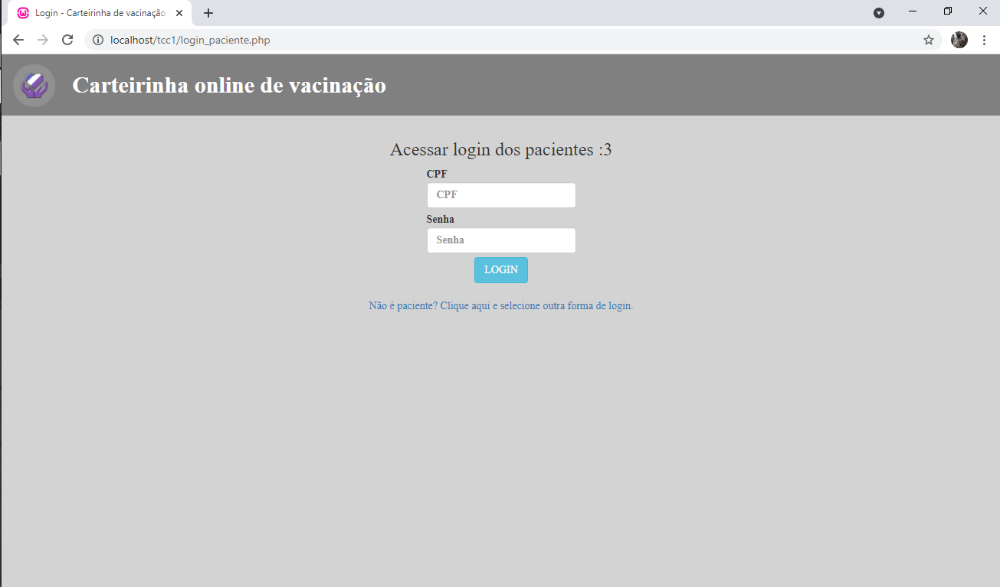 Login - Carteirinha de vacinação
localhost/tcc1/login_paciente.php
Carteirinha online de vacinação
Acessar login dos pacientes :3
CPF
CPF
Senha
Senha
LOGIN
Não é paciente? Clique aqui e selecione outra forma de login.